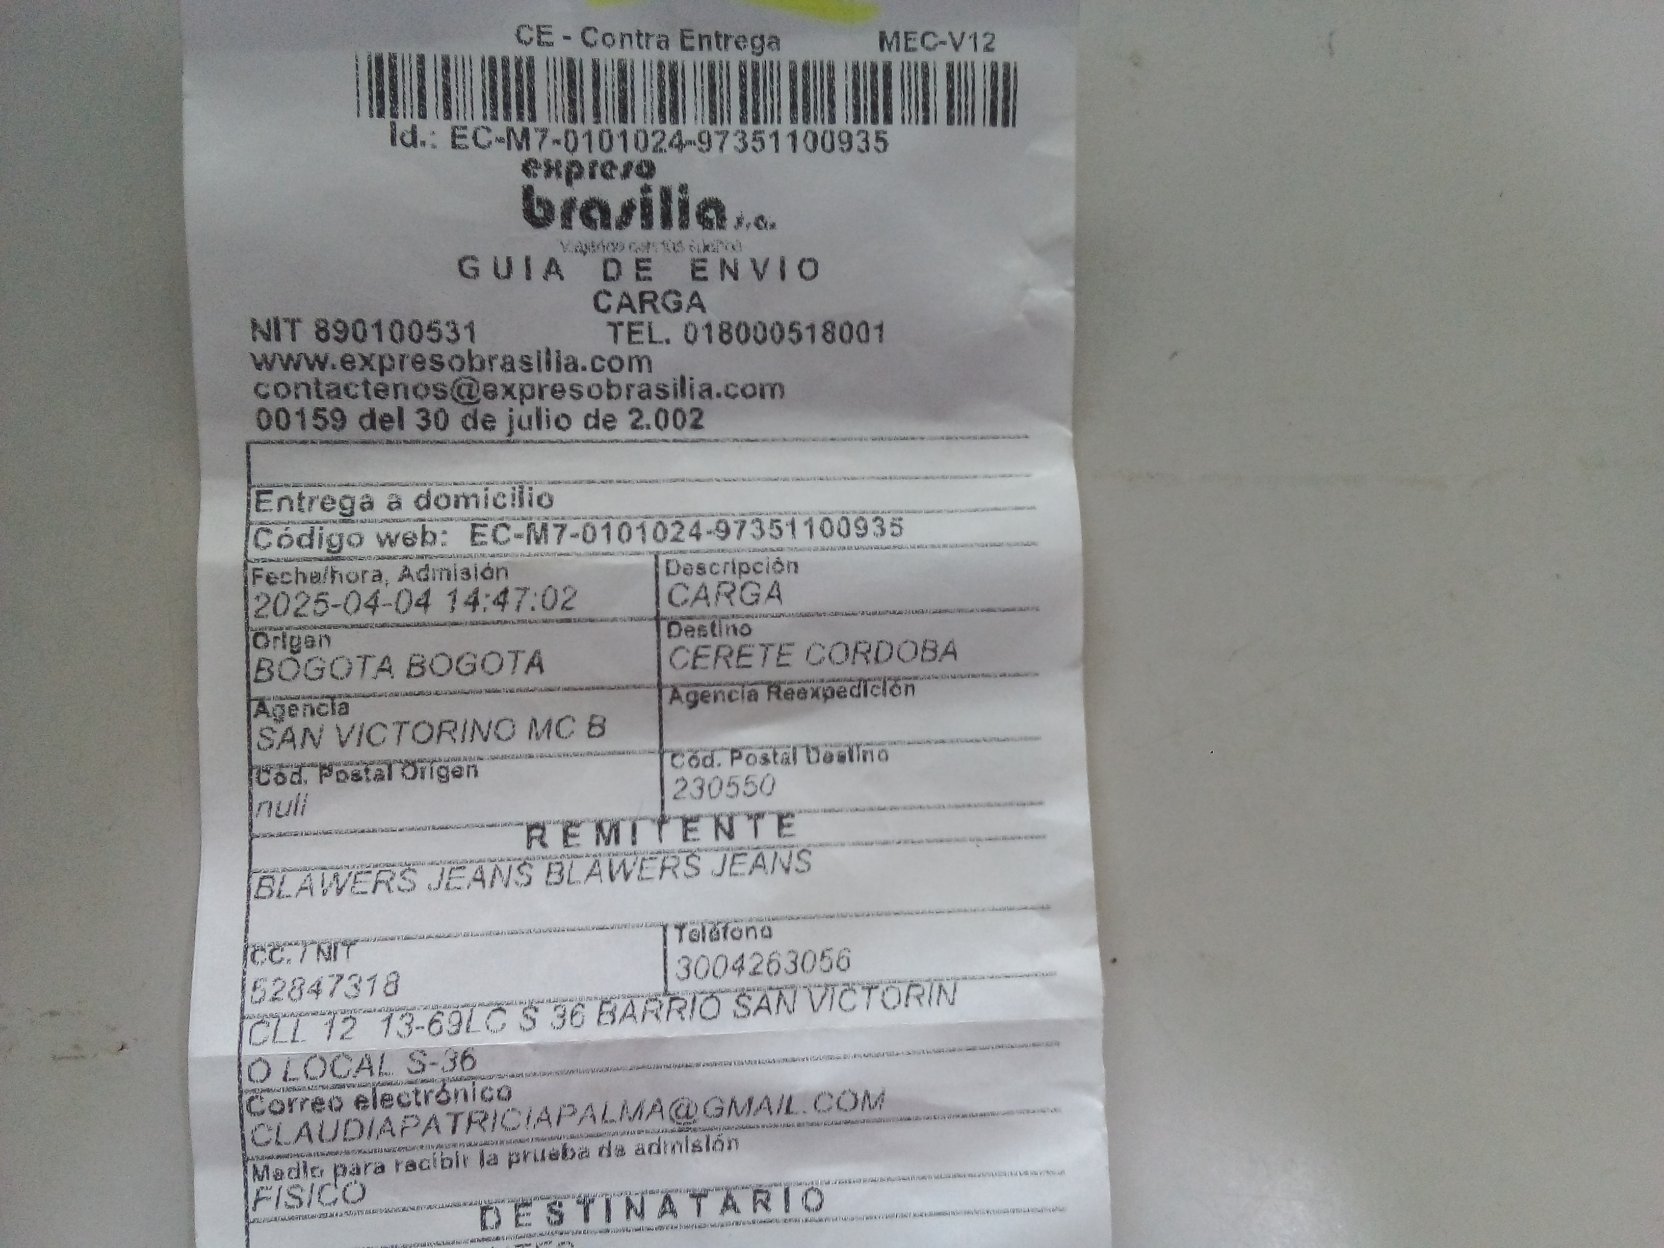 CE - Contra Entrega MEC-V12
Id.: EC-M7-0101024-97351100935
expreso
brasilia s.a.
GUIA DE ENVIO
CARGA
NIT 890100531 TEL. 018000518001
www.expresobrasilia.com
contactenos@expresobrasilia.com
00159 del 30 de julio de 2.002
Entrega a domicilio
Código web: EC-M7-0101024-97351100935
Fecha/hora, Admisión Descripción
2025-04-04 14:47:02 CARGA
Origen Destino
BOGOTA BOGOTA CERETE CORDOBA
Agencia Agencia Reexpedición
SAN VICTORINO MC B
Cód. Postal Origen Cód. Postal Destino
null 230550
REMITENTE
BLAWERS JEANS BLAWERS JEANS
CC. / NIT Teléfono
52847318 3004263056
CLL 12 13-69LC S 36 BARRIO SAN VICTORIN
O LOCAL S-36
Correo electrónico
CLAUDIAPATRICIAPALMA@GMAIL.COM
Medio para recibir la prueba de admisión
FISICO
DESTINATARIO